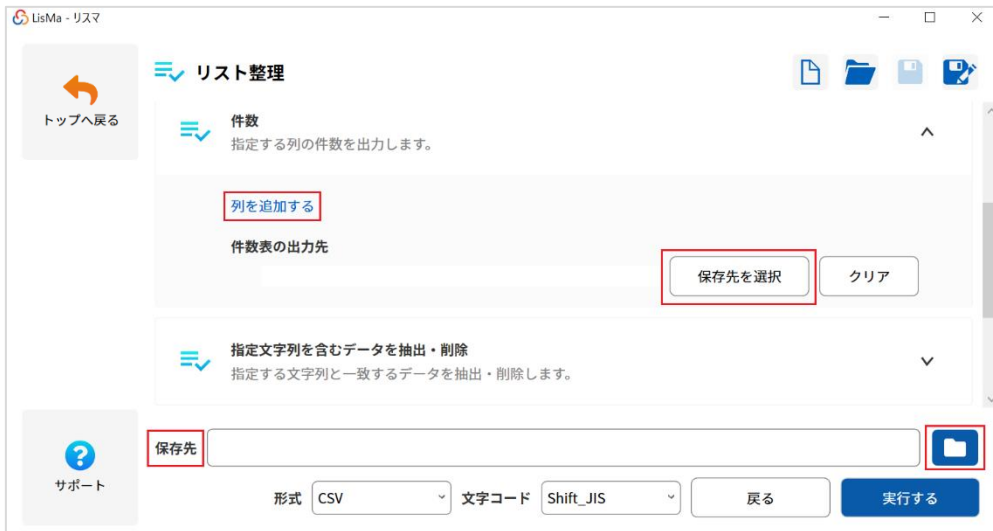 LisMa - リスマ
トップへ戻る
リスト整理
件数
指定する列の件数を出力します。
列を追加する
件数表の出力先
保存先を選択
クリア
指定文字列を含むデータを抽出・削除
指定する文字列と一致するデータを抽出・削除します。
サポート
保存先
形式 CSV 文字コード Shift_JIS 戻る 実行する